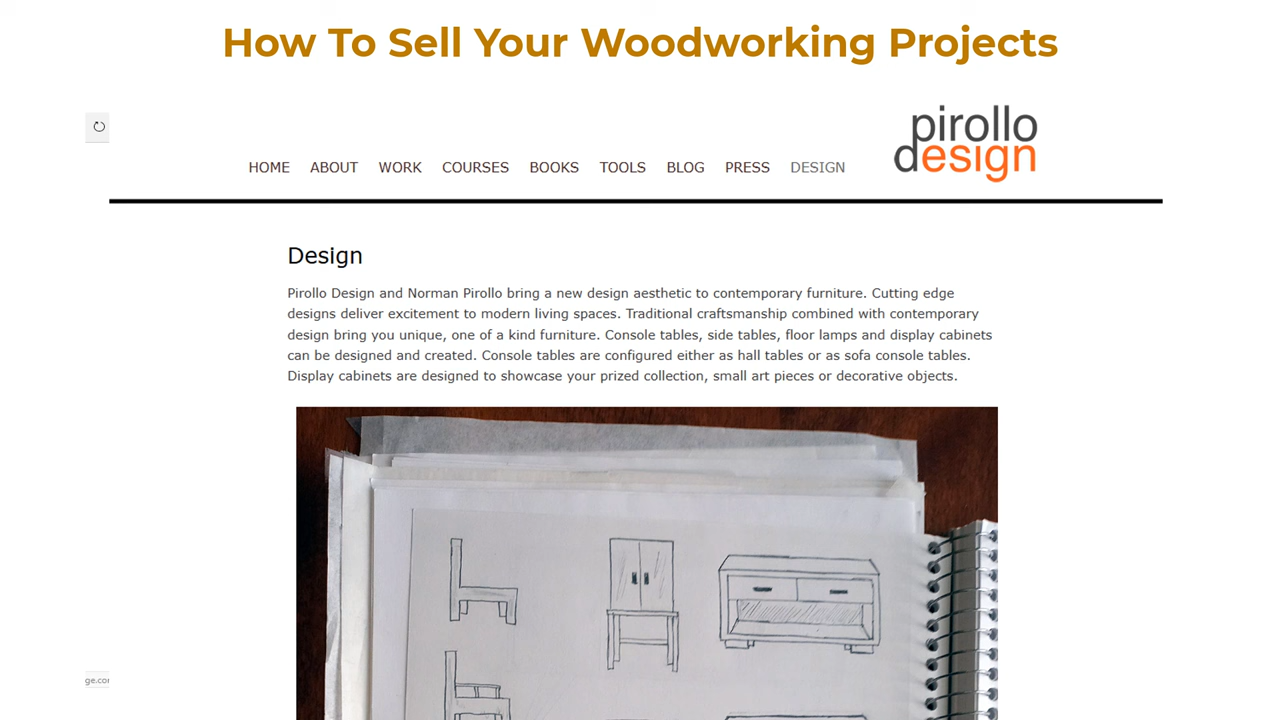 How To Sell Your Woodworking Projects
pirollo
design
HOME ABOUT WORK COURSES BOOKS TOOLS BLOG PRESS DESIGN
Design
Pirollo Design and Norman Pirollo bring a new design aesthetic to contemporary furniture. Cutting edge
designs deliver excitement to modern living spaces. Traditional craftsmanship combined with contemporary
design bring you unique, one of a kind furniture. Console tables, side tables, floor lamps and display cabinets
can be designed and created. Console tables are configured either as hall tables or as sofa console tables.
Display cabinets are designed to showcase your prized collection, small art pieces or decorative objects.